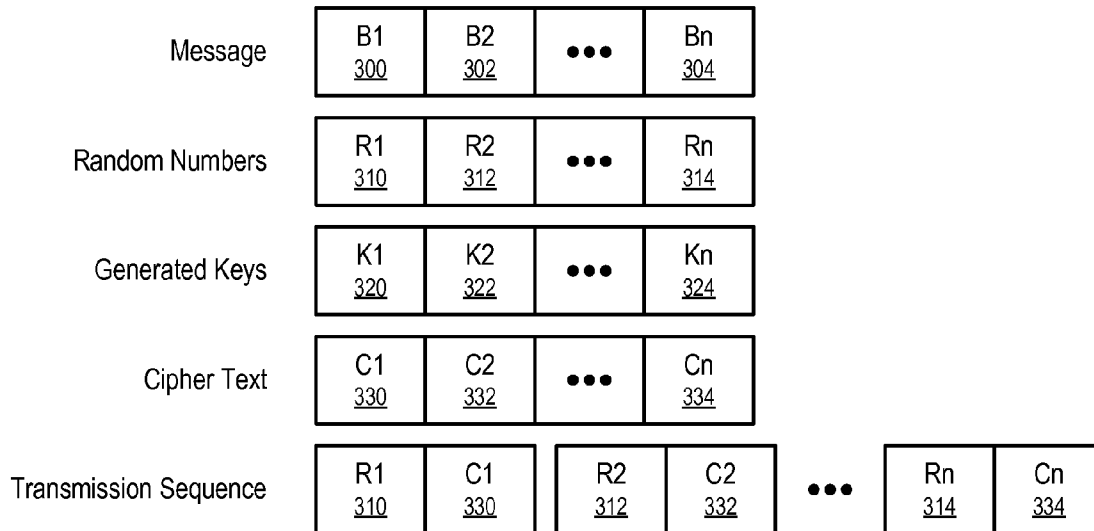 Message B1 B2 ●●● Bn
300 302 304
Random Numbers R1 R2 ●●● Rn
310 312 314
Generated Keys K1 K2 ●●● Kn
320 322 324
Cipher Text C1 C2 ●●● Cn
330 332 334
Transmission Sequence R1 C1 R2 C2 ●●● Rn Cn
310 330 312 332 314 334